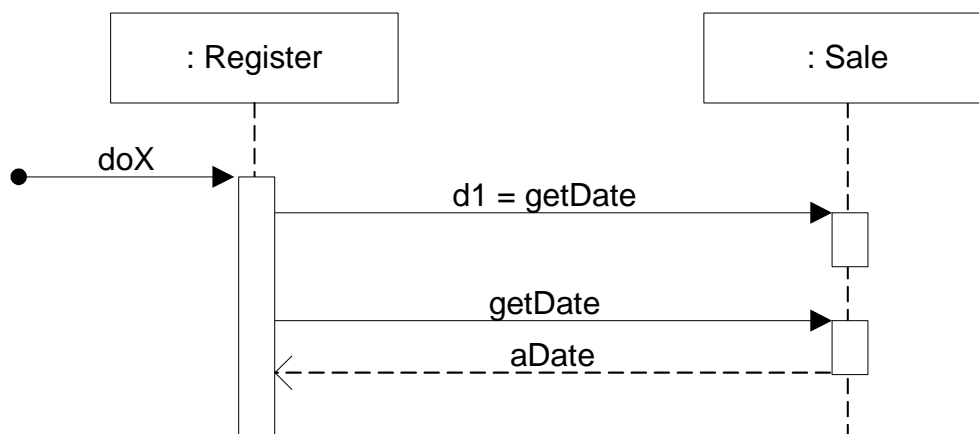 : Register
: Sale
doX
d1 = getDate
getDate
aDate